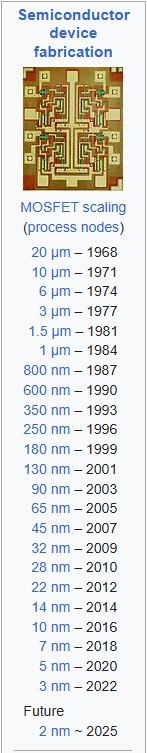 Semiconductor
device
fabrication
MOSFET scaling
(process nodes)
20 μm – 1968
10 μm – 1971
6 μm – 1974
3 μm – 1977
1.5 μm – 1981
1 μm – 1984
800 nm – 1987
600 nm – 1990
350 nm – 1993
250 nm – 1996
180 nm – 1999
130 nm – 2001
90 nm – 2003
65 nm – 2005
45 nm – 2007
32 nm – 2009
28 nm – 2010
22 nm – 2012
14 nm – 2014
10 nm – 2016
7 nm – 2018
5 nm – 2020
3 nm – 2022
Future
2 nm ~ 2025